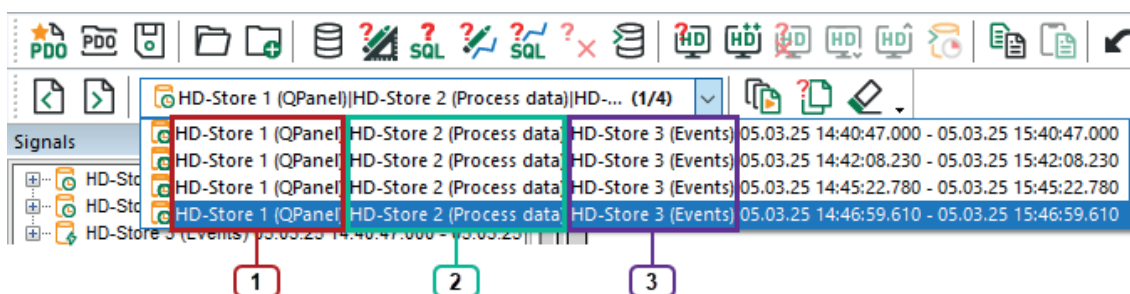 ? PDO PDO ? ? SQL ? ? SQL ? ? HD HD HD HD HD
HD-Store 1 (QPanel)|HD-Store 2 (Process data)|HD-... (1/4) ?
Signals
HD-Store 1 (QPanel) HD-Store 2 (Process data) HD-Store 3 (Events) 05.03.25 14:40:47.000 - 05.03.25 15:40:47.000
HD-Store 1 (QPanel) HD-Store 2 (Process data) HD-Store 3 (Events) 05.03.25 14:42:08.230 - 05.03.25 15:42:08.230
HD-Store 1 (QPanel) HD-Store 2 (Process data) HD-Store 3 (Events) 05.03.25 14:45:22.780 - 05.03.25 15:45:22.780
HD-Store 1 (QPanel) HD-Store 2 (Process data) HD-Store 3 (Events) 05.03.25 14:46:59.610 - 05.03.25 15:46:59.610
HD-Sto
HD-Sto
HD-Store 3 (Events) 05.03.25 14:40:47.000 - 05.03.25
1 2 3